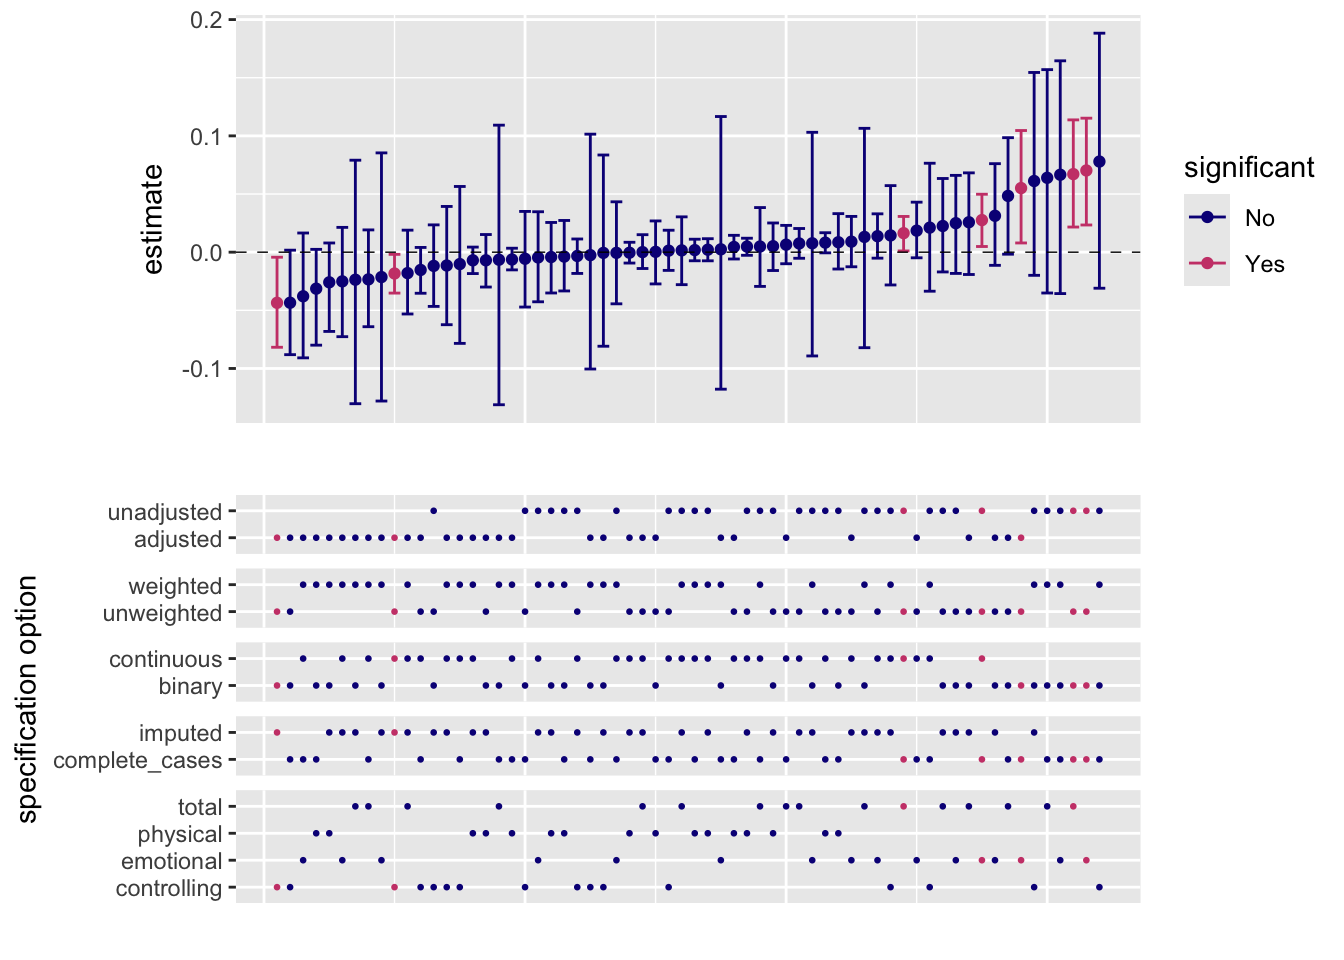 0.2
0.1
0.0
-0.1
estimate
significant
No
Yes
unadjusted
adjusted
weighted
unweighted
continuous
binary
imputed
complete_cases
total
physical
emotional
controlling
specification option